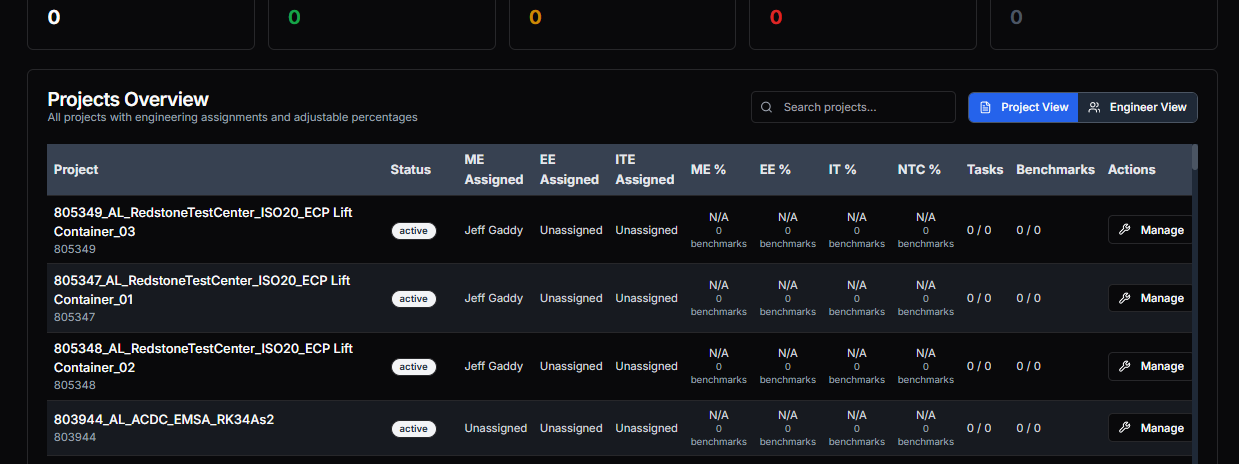 0 0 0 0 0
Projects Overview
All projects with engineering assignments and adjustable percentages
Search projects...
Project View
Engineer View
Project Status ME Assigned EE Assigned ITE Assigned ME % EE % IT % NTC % Tasks Benchmarks Actions
805349_AL_RedstoneTestCenter_ISO20_ECP Lift
Container_03
805349
active Jeff Gaddy Unassigned Unassigned N/A 0 benchmarks N/A 0 benchmarks N/A 0 benchmarks N/A 0 benchmarks 0 / 0 0 / 0 Manage
805347_AL_RedstoneTestCenter_ISO20_ECP Lift
Container_01
805347
active Jeff Gaddy Unassigned Unassigned N/A 0 benchmarks N/A 0 benchmarks N/A 0 benchmarks N/A 0 benchmarks 0 / 0 0 / 0 Manage
805348_AL_RedstoneTestCenter_ISO20_ECP Lift
Container_02
805348
active Jeff Gaddy Unassigned Unassigned N/A 0 benchmarks N/A 0 benchmarks N/A 0 benchmarks N/A 0 benchmarks 0 / 0 0 / 0 Manage
803944_AL_ACDC_EMSA_RK34As2
803944
active Unassigned Unassigned Unassigned N/A 0 benchmarks N/A 0 benchmarks N/A 0 benchmarks N/A 0 benchmarks 0 / 0 0 / 0 Manage